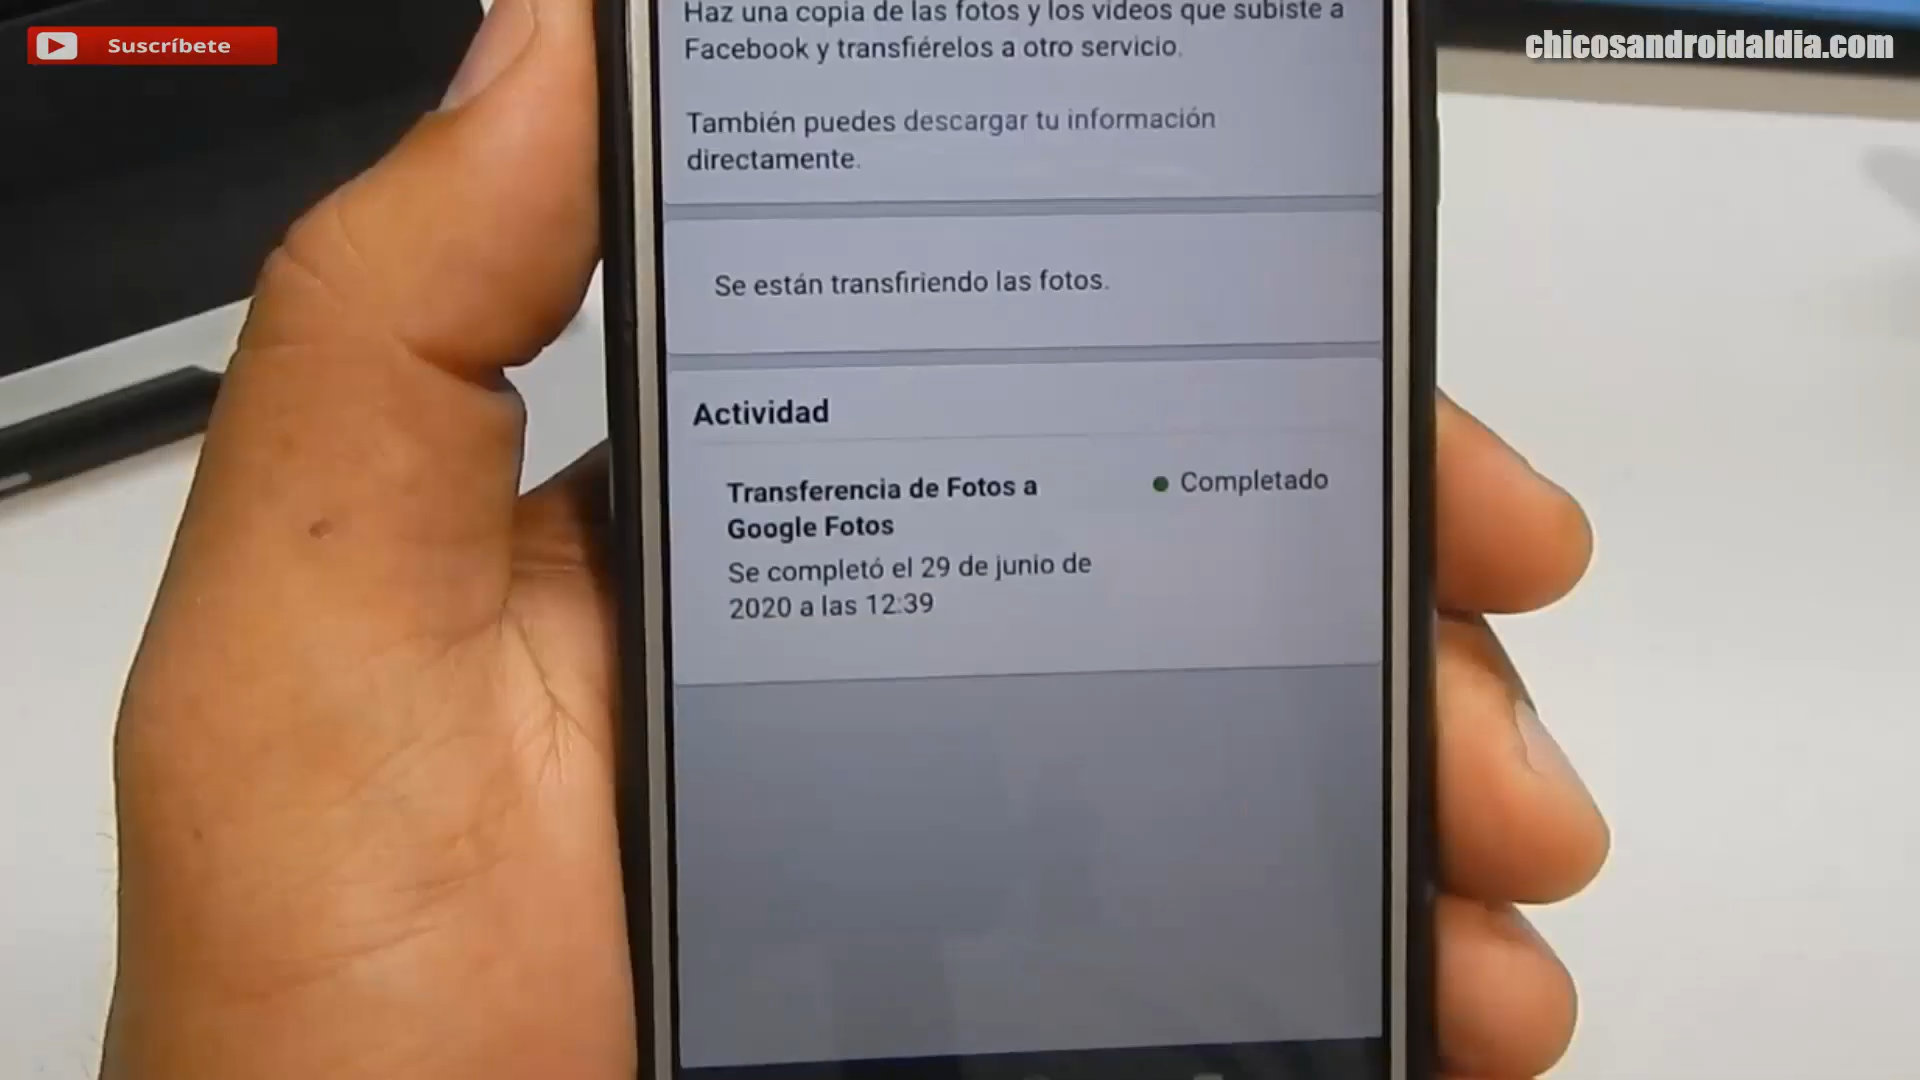 Suscríbete
chicosandroidaldia.com
Haz una copia de las fotos y los videos que subiste a
Facebook y transfiérelos a otro servicio.
También puedes descargar tu información
directamente.
Se están transfiriendo las fotos.
Actividad
Transferencia de Fotos a
Google Fotos
Completado
Se completó el 29 de junio de
2020 a las 12:39